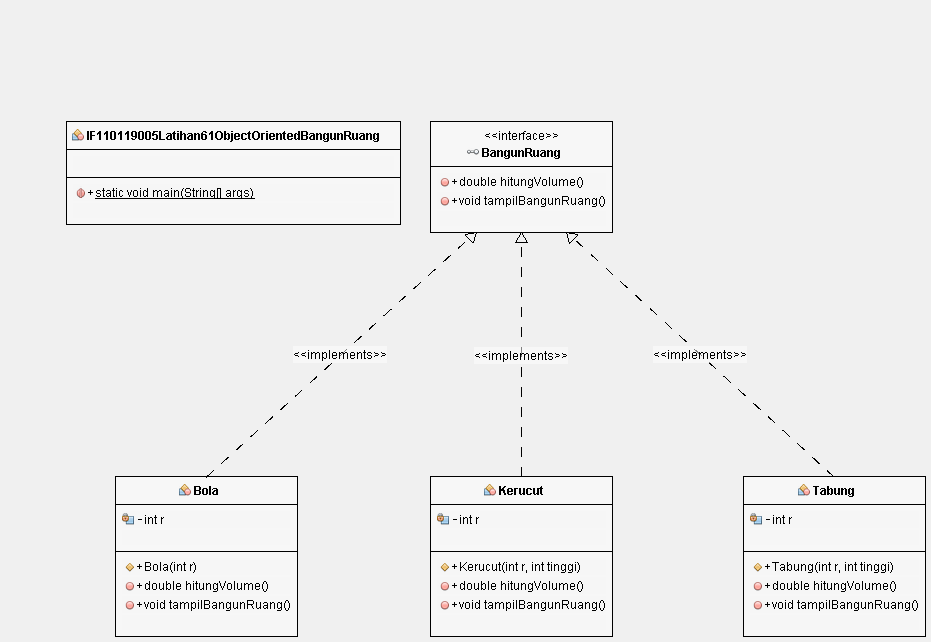 IF110119005Latihan61ObjectOrientedBangunRuang
+static void main(String[] args)
<<interface>>
BangunRuang
+double hitungVolume()
+void tampilBangunRuang()
<<implements>>
<<implements>>
<<implements>>
Bola
-int r
+Bola(int r)
+double hitungVolume()
+void tampilBangunRuang()
Kerucut
-int r
+Kerucut(int r, int tinggi)
+double hitungVolume()
+void tampilBangunRuang()
Tabung
-int r
+Tabung(int r, int tinggi)
+double hitungVolume()
+void tampilBangunRuang()